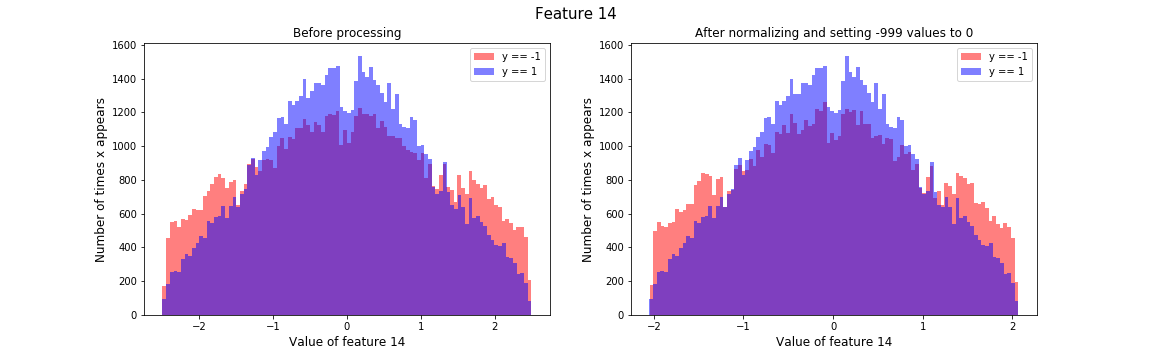 Feature 14
Before processing
1600
1400
1200
1000
800
600
400
200
0
Number of times x appears
y == -1
y == 1
−2
−1
0
1
2
Value of feature 14
After normalizing and setting -999 values to 0
1600
1400
1200
1000
800
600
400
200
0
Number of times x appears
y == -1
y == 1
−2
−1
0
1
2
Value of feature 14